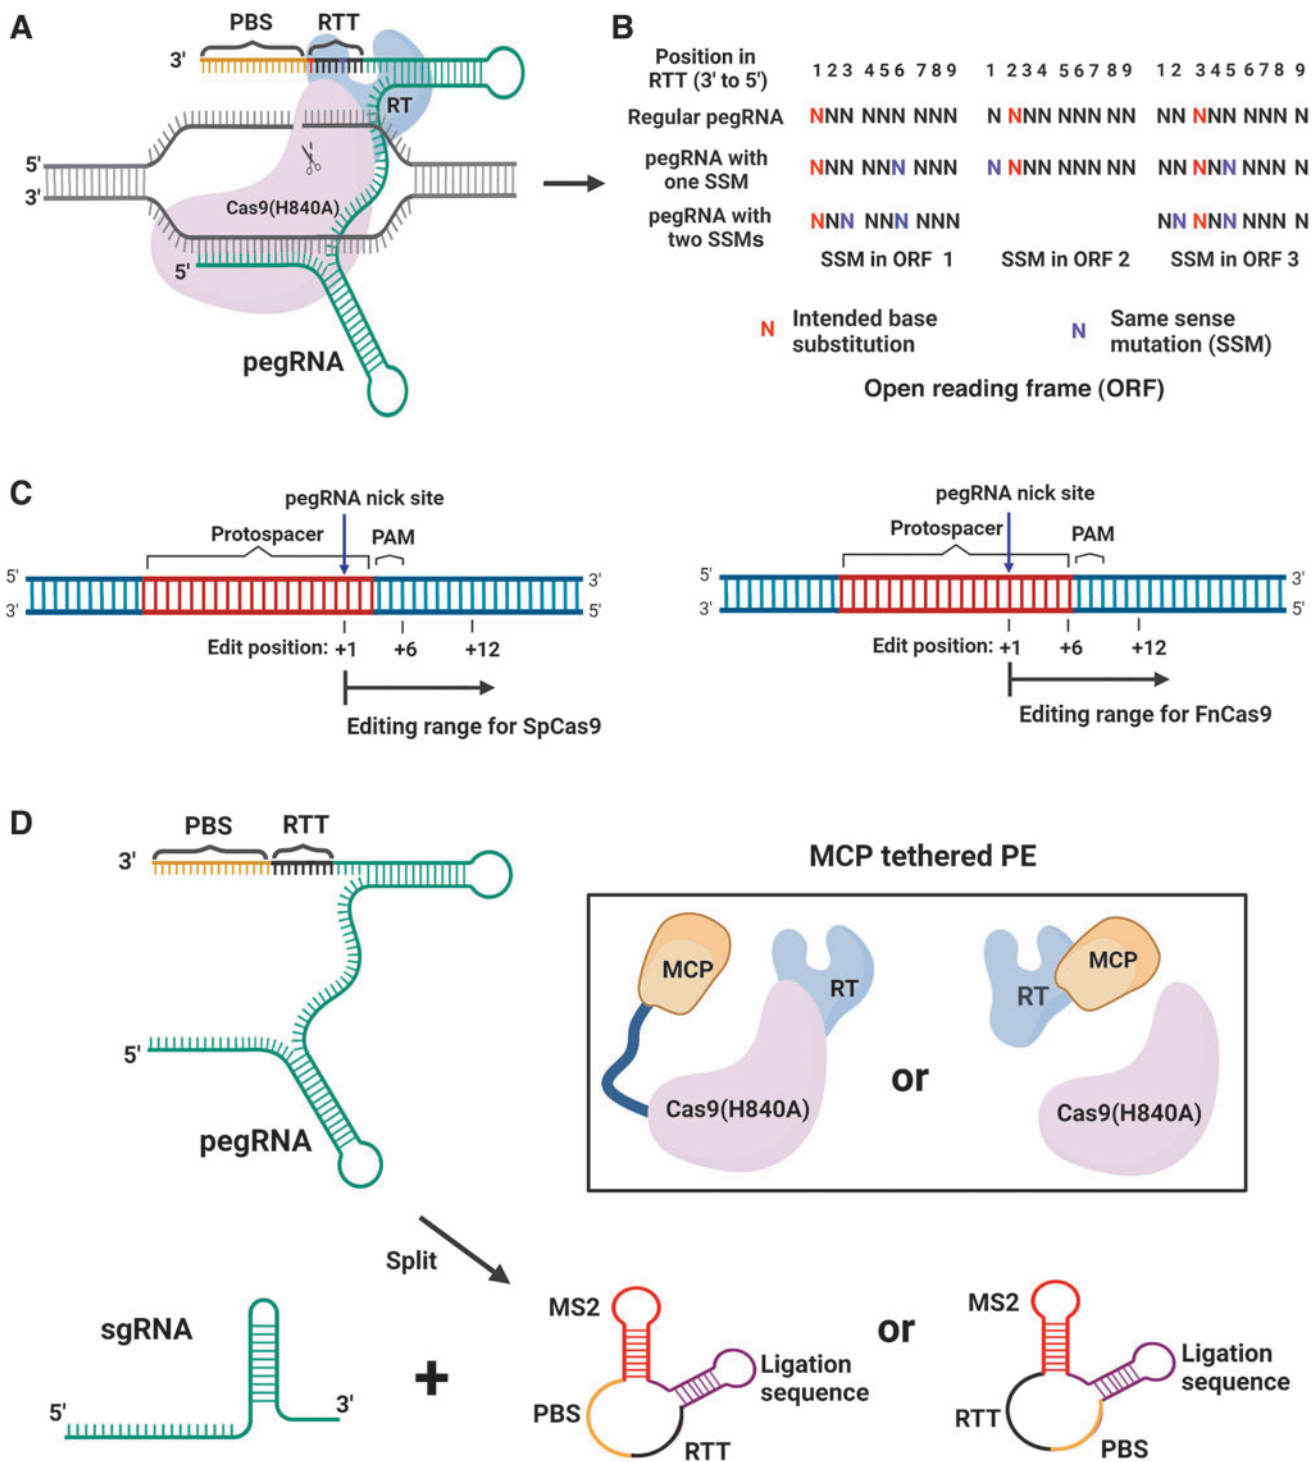 A
PBS RTT
3'
RT
5'
3'
Cas9(H840A)
5'
pegRNA
B
Position in
RTT (3' to 5')
1 2 3 4 5 6 7 8 9 1 2 3 4 5 6 7 8 9 1 2 3 4 5 6 7 8 9
Regular pegRNA
NNN NNN NNN N NNN NNNN NN NN NNN NNN N
pegRNA with
one SSM
NNN NNN NNN N NNN NNNN NN NN NNN NNN N
pegRNA with
two SSMs
NNN NNN NNN NN NNN NNN N
SSM in ORF 1 SSM in ORF 2 SSM in ORF 3
N Intended base
substitution
N Same sense
mutation (SSM)
Open reading frame (ORF)
C
pegRNA nick site
Protospacer PAM
5' 3'
3' 5'
Edit position: +1 +6 +12
Editing range for SpCas9
pegRNA nick site
Protospacer PAM
5' 3'
3' 5'
Edit position: +1 +6 +12
Editing range for FnCas9
D
PBS RTT
3'
5'
pegRNA
MCP tethered PE
MCP
RT
Cas9(H840A)
or
RT
MCP
Cas9(H840A)
Split
sgRNA
5' 3'
+
MS2
Ligation
sequence
PBS
RTT
or
MS2
Ligation
sequence
RTT
PBS